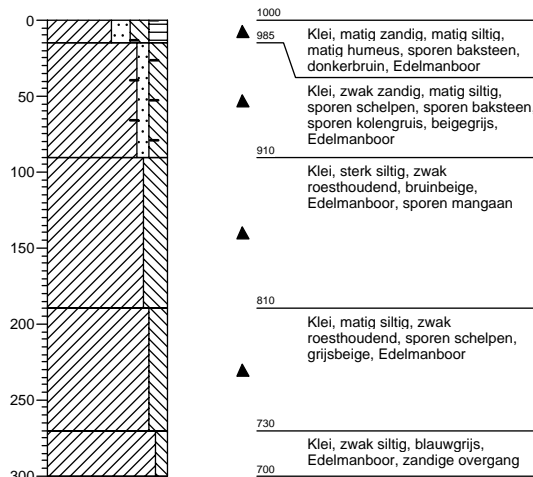 0
50
100
150
200
250
300
1000
Klei, matig zandig, matig siltig,
matig humeus, sporen baksteen,
donkerbruin, Edelmanboor
985
Klei, zwak zandig, matig siltig,
sporen schelpen, sporen baksteen,
sporen kolengruis, beigegrijs,
Edelmanboor
910
Klei, sterk siltig, zwak
roesthoudend, bruinbeige,
Edelmanboor, sporen mangaan
810
Klei, matig siltig, zwak
roesthoudend, sporen schelpen,
grijsbeige, Edelmanboor
730
Klei, zwak siltig, blauwgrijs,
Edelmanboor, zandige overgang
700